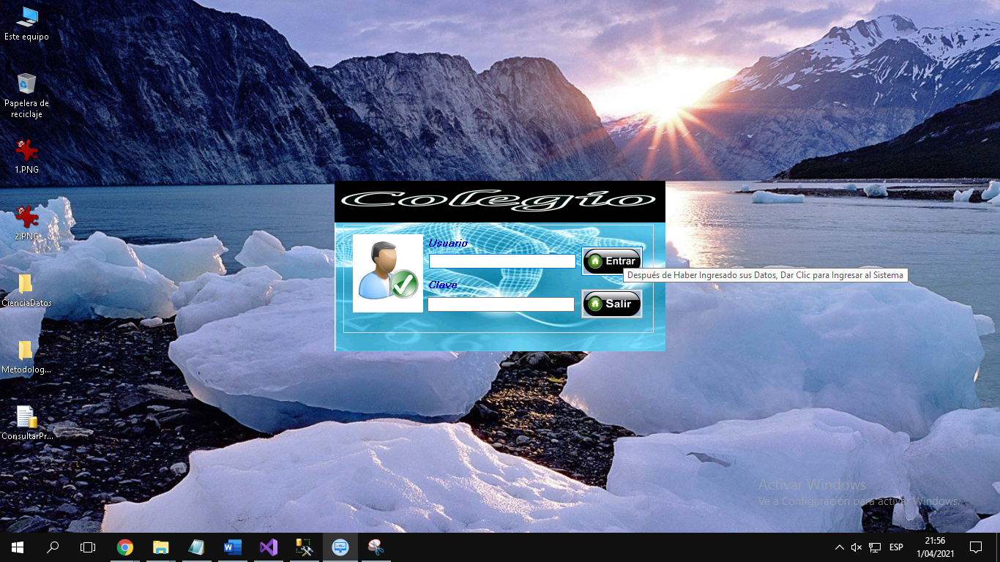 Este equipo
Papelera de
reciclaje
1.PNG
2.PNG
CienciaDatos
Metodolog...
ConsultarPr...
Colegio
Usuario
Entrar
Después de Haber Ingresado sus Datos, Dar Clic para Ingresar al Sistema
Clave
Salir
Activar Windows
Ve a Configuración para activar Windows.
ESP
21:56
1/04/2021